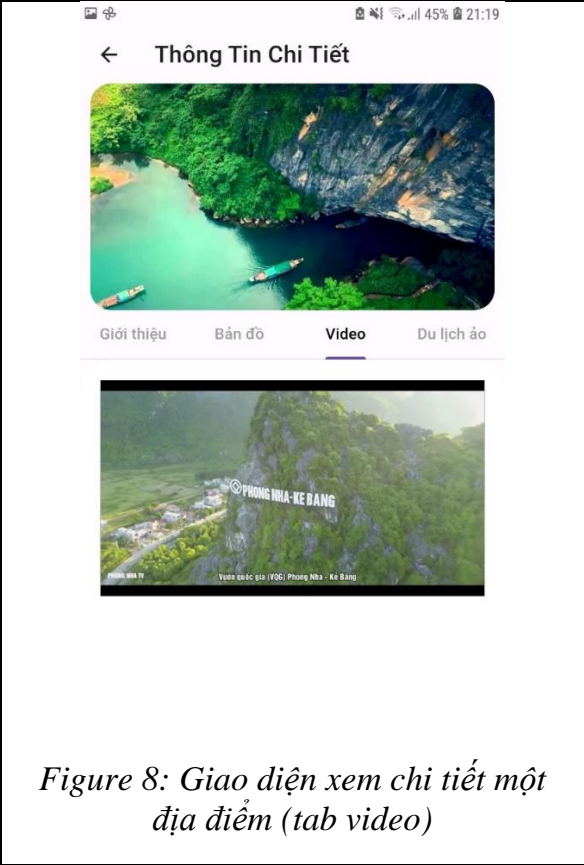 45% 21:19
Thông Tin Chi Tiết
Giới thiệu Bản đồ Video Du lịch ảo
PHONG NHA-KE BANG
PHONG NHA TV
Vườn quốc gia (VQG) Phong Nha - Kẻ Bàng
Figure 8: Giao diện xem chi tiết một
địa điểm (tab video)